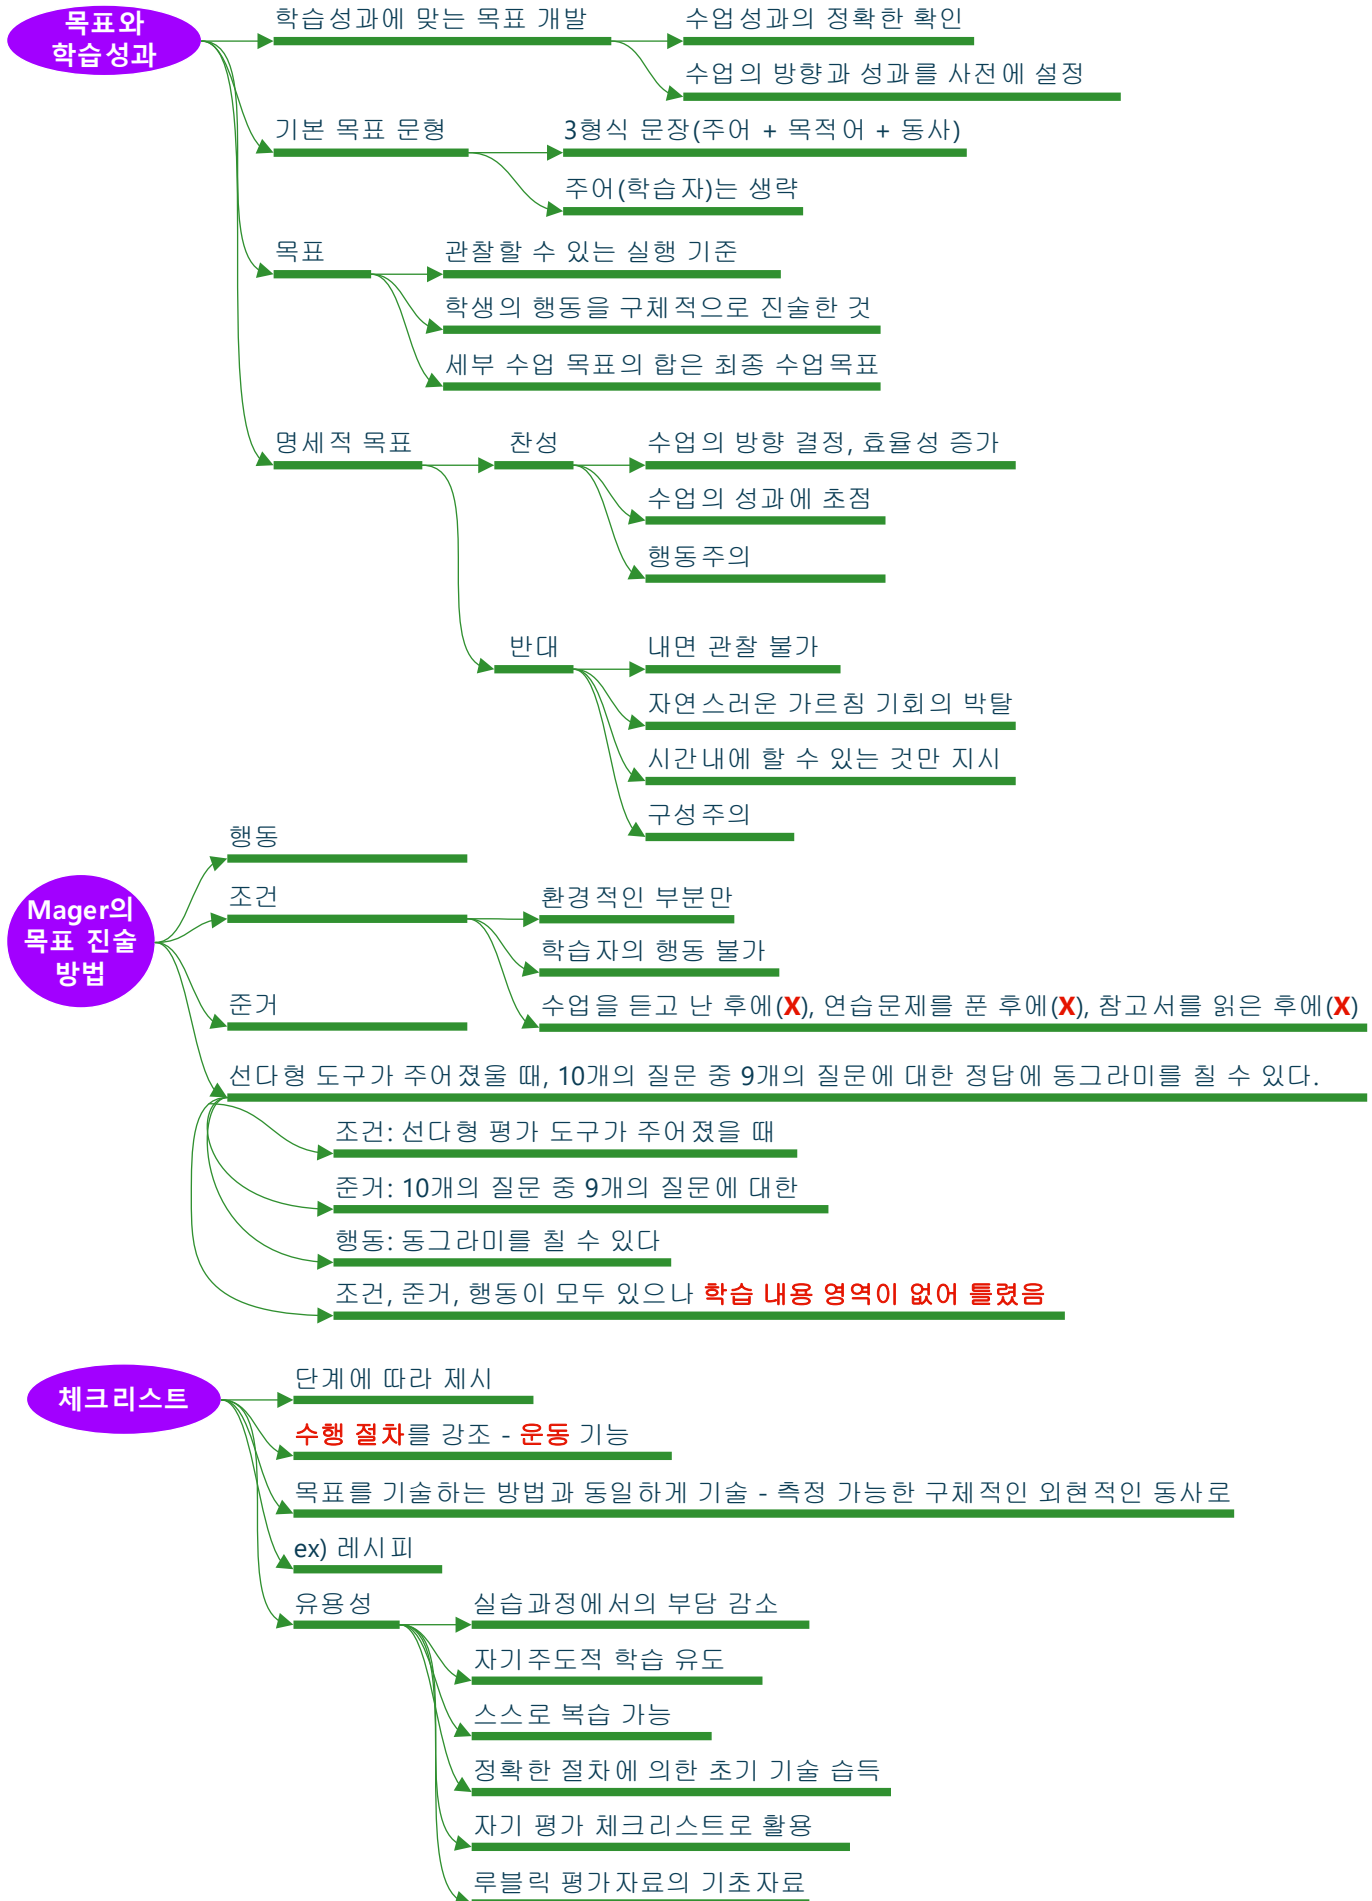 목표와
학습성과
학습성과에 맞는 목표 개발
수업성과의 정확한 확인
수업의 방향과 성과를 사전에 설정
기본 목표 문형
3형식 문장(주어 + 목적어 + 동사)
주어(학습자)는 생략
목표
관찰할 수 있는 실행 기준
학생의 행동을 구체적으로 진술한 것
세부 수업 목표의 합은 최종 수업목표
명세적 목표
찬성
수업의 방향 결정, 효율성 증가
수업의 성과에 초점
행동주의
반대
내면 관찰 불가
자연스러운 가르침 기회의 박탈
시간내에 할 수 있는 것만 지시
구성주의
Mager의
목표 진술
방법
행동
조건
환경적인 부분만
학습자의 행동 불가
수업을 듣고 난 후에(X), 연습문제를 푼 후에(X), 참고서를 읽은 후에(X)
준거
선다형 도구가 주어졌울 때, 10개의 질문 중 9개의 질문에 대한 정답에 동그라미를 칠 수 있다.
조건: 선다형 평가 도구가 주어졌을 때
준거: 10개의 질문 중 9개의 질문에 대한
행동: 동그라미를 칠 수 있다
조건, 준거, 행동이 모두 있으나 학습 내용 영역이 없어 틀렸음
체크리스트
단계에 따라 제시
수행 절차를 강조 - 운동 기능
목표를 기술하는 방법과 동일하게 기술 - 측정 가능한 구체적인 외현적인 동사로
ex) 레시피
유용성
실습과정에서의 부담 감소
자기주도적 학습 유도
스스로 복습 가능
정확한 절차에 의한 초기 기술 습득
자기 평가 체크리스트로 활용
루블릭 평가자료의 기초자료